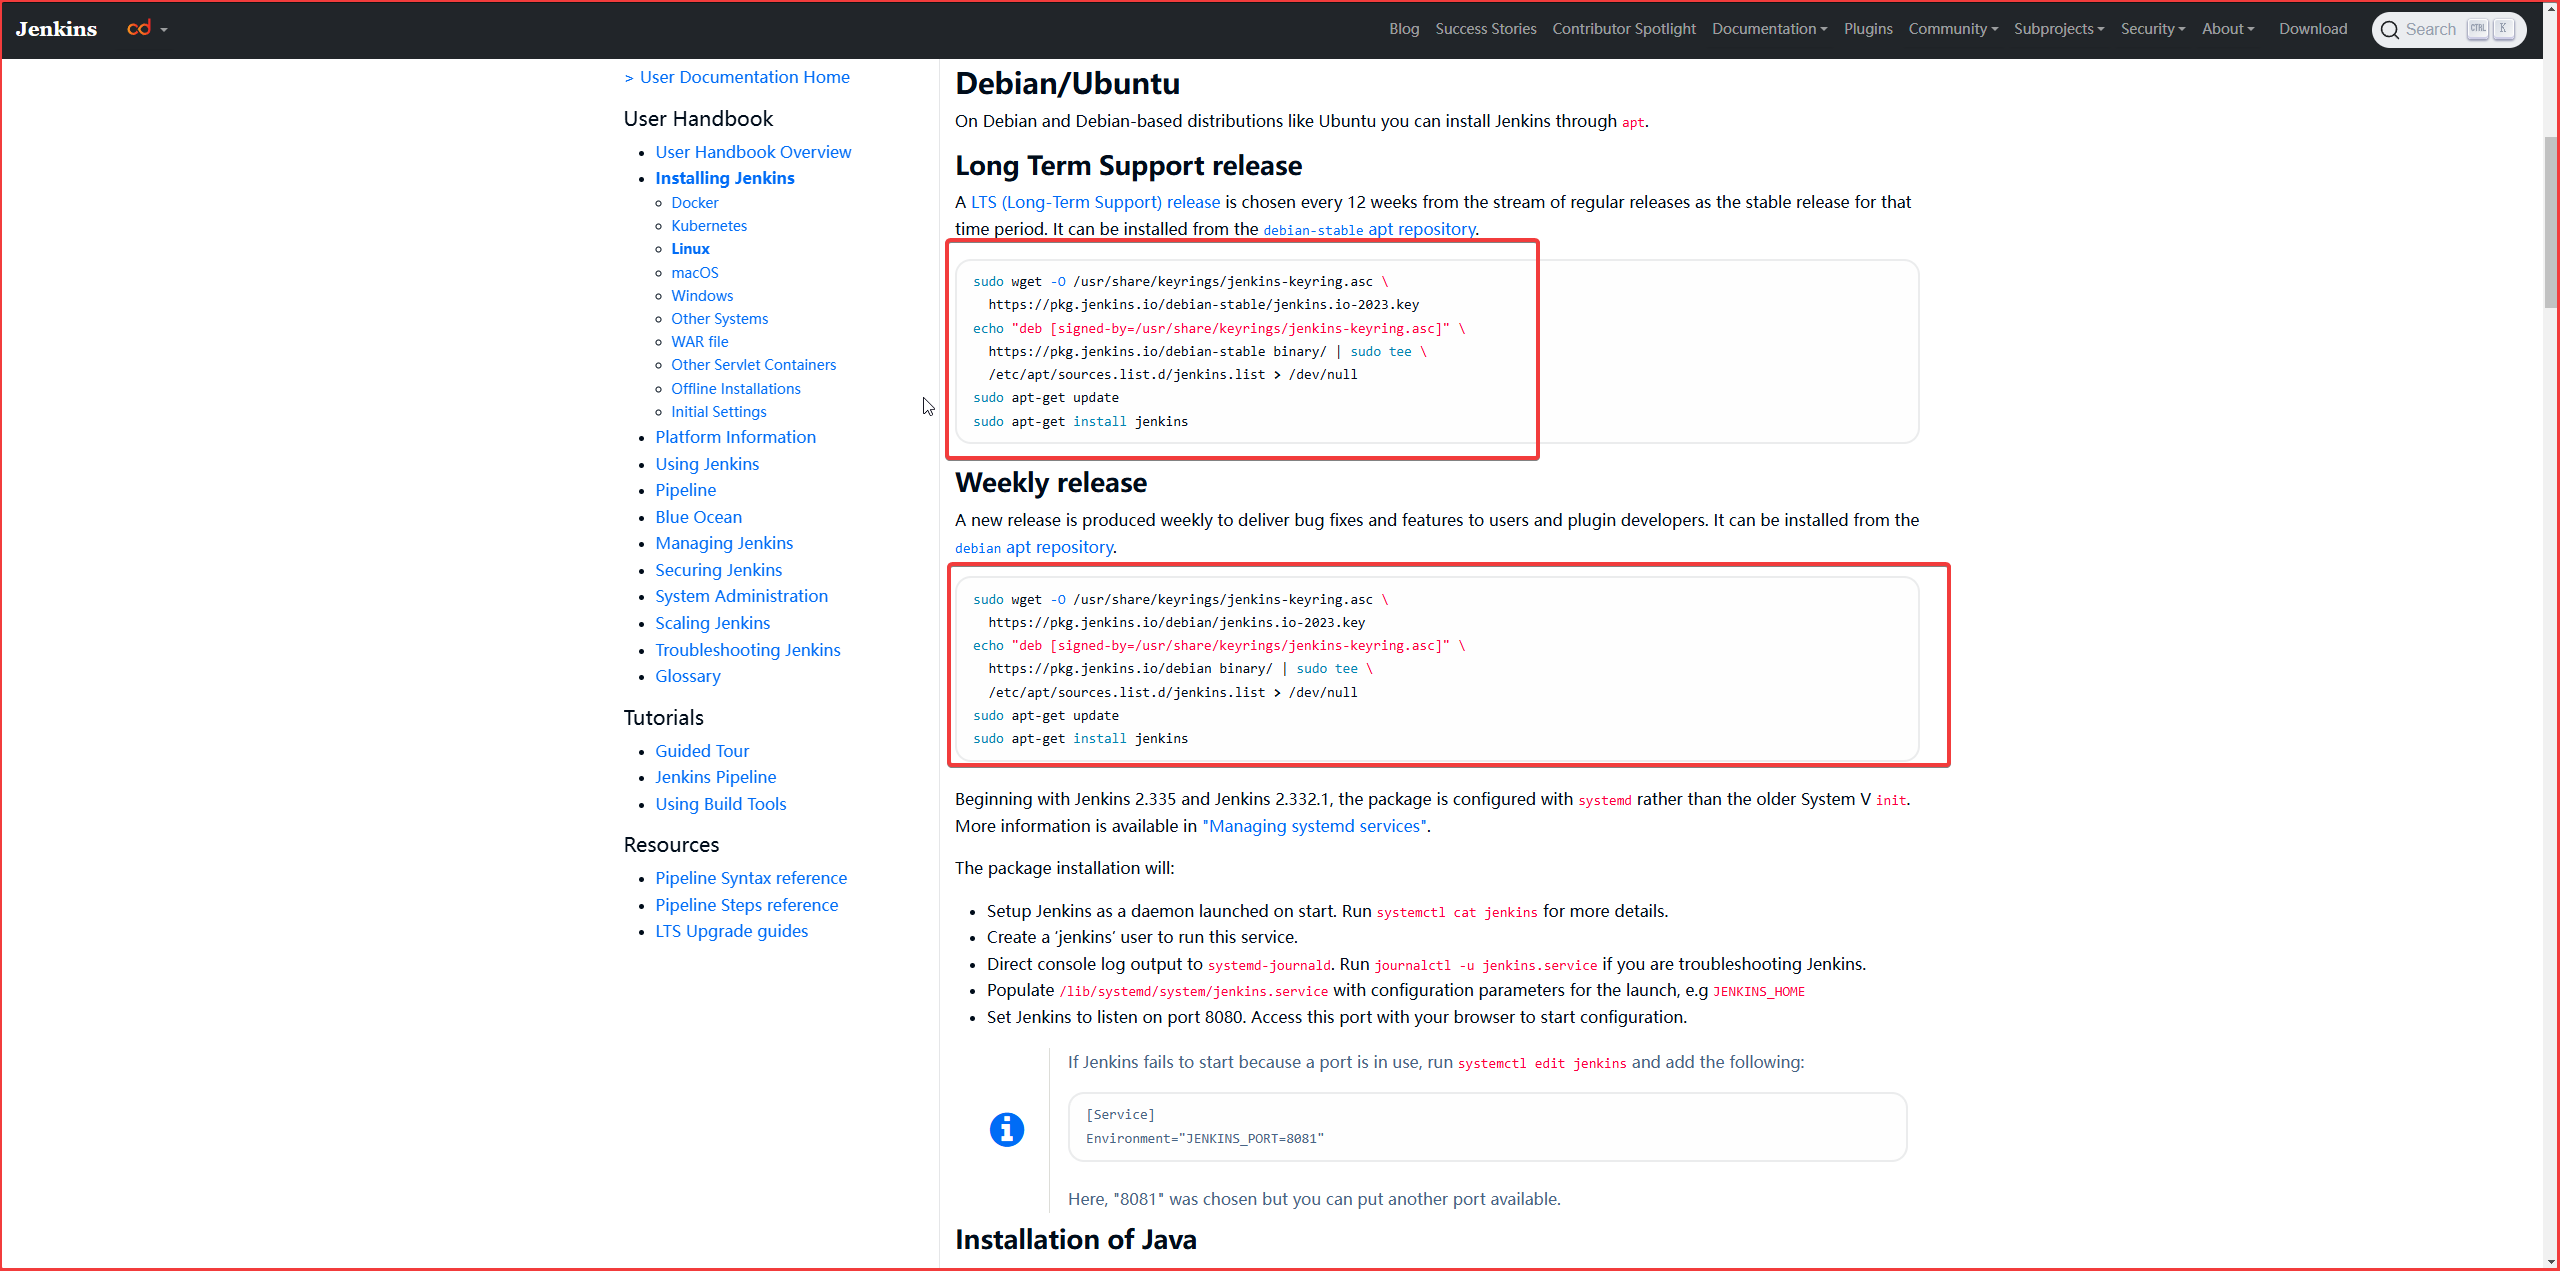 Jenkins
Blog Success Stories Contributor Spotlight Documentation Plugins Community Subprojects Security About Download Search CTRL K
> User Documentation Home
User Handbook
User Handbook Overview
Installing Jenkins
Docker
Kubernetes
Linux
macOS
Windows
Other Systems
WAR file
Other Servlet Containers
Offline Installations
Initial Settings
Platform Information
Using Jenkins
Pipeline
Blue Ocean
Managing Jenkins
Securing Jenkins
System Administration
Scaling Jenkins
Troubleshooting Jenkins
Glossary
Tutorials
Guided Tour
Jenkins Pipeline
Using Build Tools
Resources
Pipeline Syntax reference
Pipeline Steps reference
LTS Upgrade guides
Debian/Ubuntu
On Debian and Debian-based distributions like Ubuntu you can install Jenkins through apt.
Long Term Support release
A LTS (Long-Term Support) release is chosen every 12 weeks from the stream of regular releases as the stable release for that
time period. It can be installed from the debian-stable apt repository.
sudo wget -O /usr/share/keyrings/jenkins-keyring.asc \
https://pkg.jenkins.io/debian-stable/jenkins.io-2023.key
echo "deb [signed-by=/usr/share/keyrings/jenkins-keyring.asc]" \
https://pkg.jenkins.io/debian-stable binary/ | sudo tee \
/etc/apt/sources.list.d/jenkins.list > /dev/null
sudo apt-get update
sudo apt-get install jenkins
Weekly release
A new release is produced weekly to deliver bug fixes and features to users and plugin developers. It can be installed from the
debian apt repository.
sudo wget -O /usr/share/keyrings/jenkins-keyring.asc \
https://pkg.jenkins.io/debian/jenkins.io-2023.key
echo "deb [signed-by=/usr/share/keyrings/jenkins-keyring.asc]" \
https://pkg.jenkins.io/debian binary/ | sudo tee \
/etc/apt/sources.list.d/jenkins.list > /dev/null
sudo apt-get update
sudo apt-get install jenkins
Beginning with Jenkins 2.335 and Jenkins 2.332.1, the package is configured with systemd rather than the older System V init.
More information is available in "Managing systemd services".
The package installation will:
Setup Jenkins as a daemon launched on start. Run systemctl cat jenkins for more details.
Create a ‘jenkins’ user to run this service.
Direct console log output to systemd-journald. Run journalctl -u jenkins.service if you are troubleshooting Jenkins.
Populate /lib/systemd/system/jenkins.service with configuration parameters for the launch, e.g JENKINS_HOME
Set Jenkins to listen on port 8080. Access this port with your browser to start configuration.
If Jenkins fails to start because a port is in use, run systemctl edit jenkins and add the following:
[Service]
Environment="JENKINS_PORT=8081"
Here, "8081" was chosen but you can put another port available.
Installation of Java